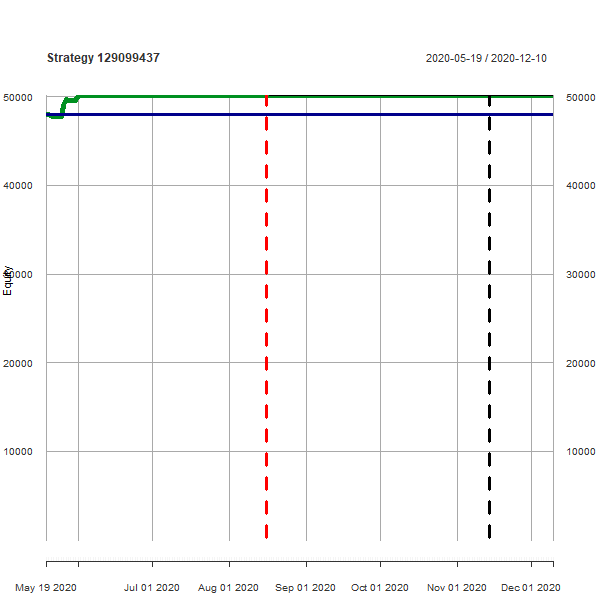 Strategy 129099437
2020-05-19 / 2020-12-10
50000 50000
40000 40000
30000 30000
Equity
20000 20000
10000 10000
May 19 2020 Jul 01 2020 Aug 01 2020 Sep 01 2020 Oct 01 2020 Nov 01 2020 Dec 01 2020